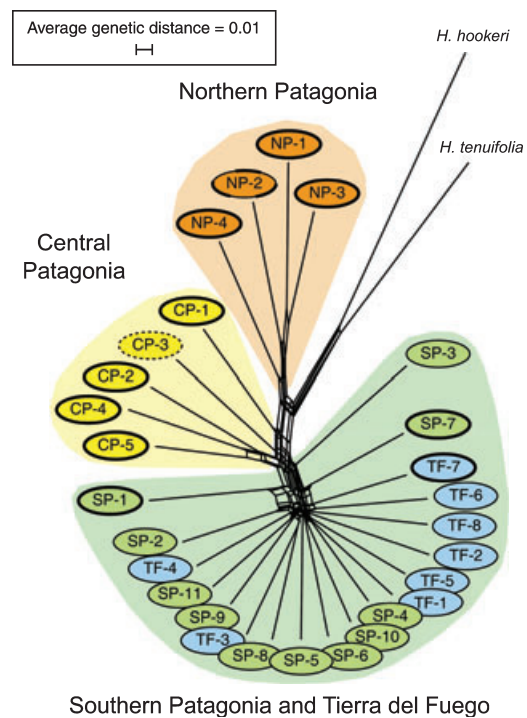 Average genetic distance = 0.01
H. hookeri
Northern Patagonia
NP-1
H. tenuifolia
NP-2
NP-3
NP-4
Central
Patagonia
CP-1
CP-3
CP-2
CP-4
CP-5
SP-3
SP-7
TF-7
SP-1
TF-6
TF-8
SP-2
TF-2
TF-4
TF-5
SP-11
TF-1
SP-9
SP-4
TF-3
SP-10
SP-8
SP-5
SP-6
Southern Patagonia and Tierra del Fuego